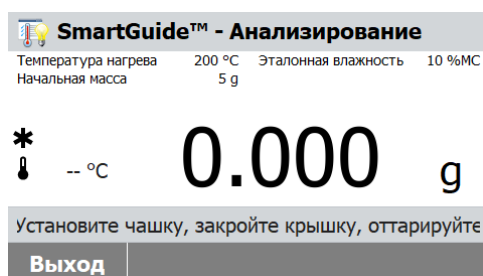 SmartGuide™ - Анализирование
Температура нагрева 200 °C Эталонная влажность 10 %MC
Начальная масса 5 g
-- °C 0.000 g
Установите чашку, закройте крышку, оттарируйте
Выход